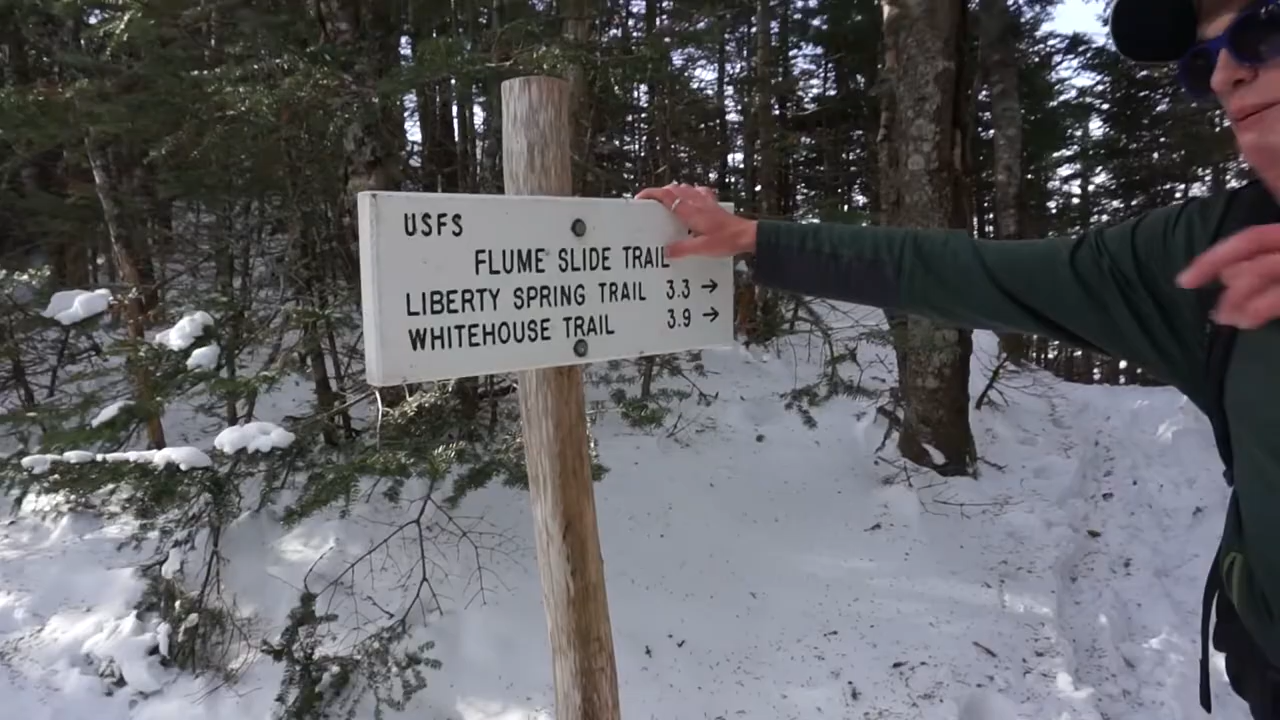 USFS
FLUME SLIDE TRAIL
LIBERTY SPRING TRAIL 3.3 →
WHITEHOUSE TRAIL 3.9 →